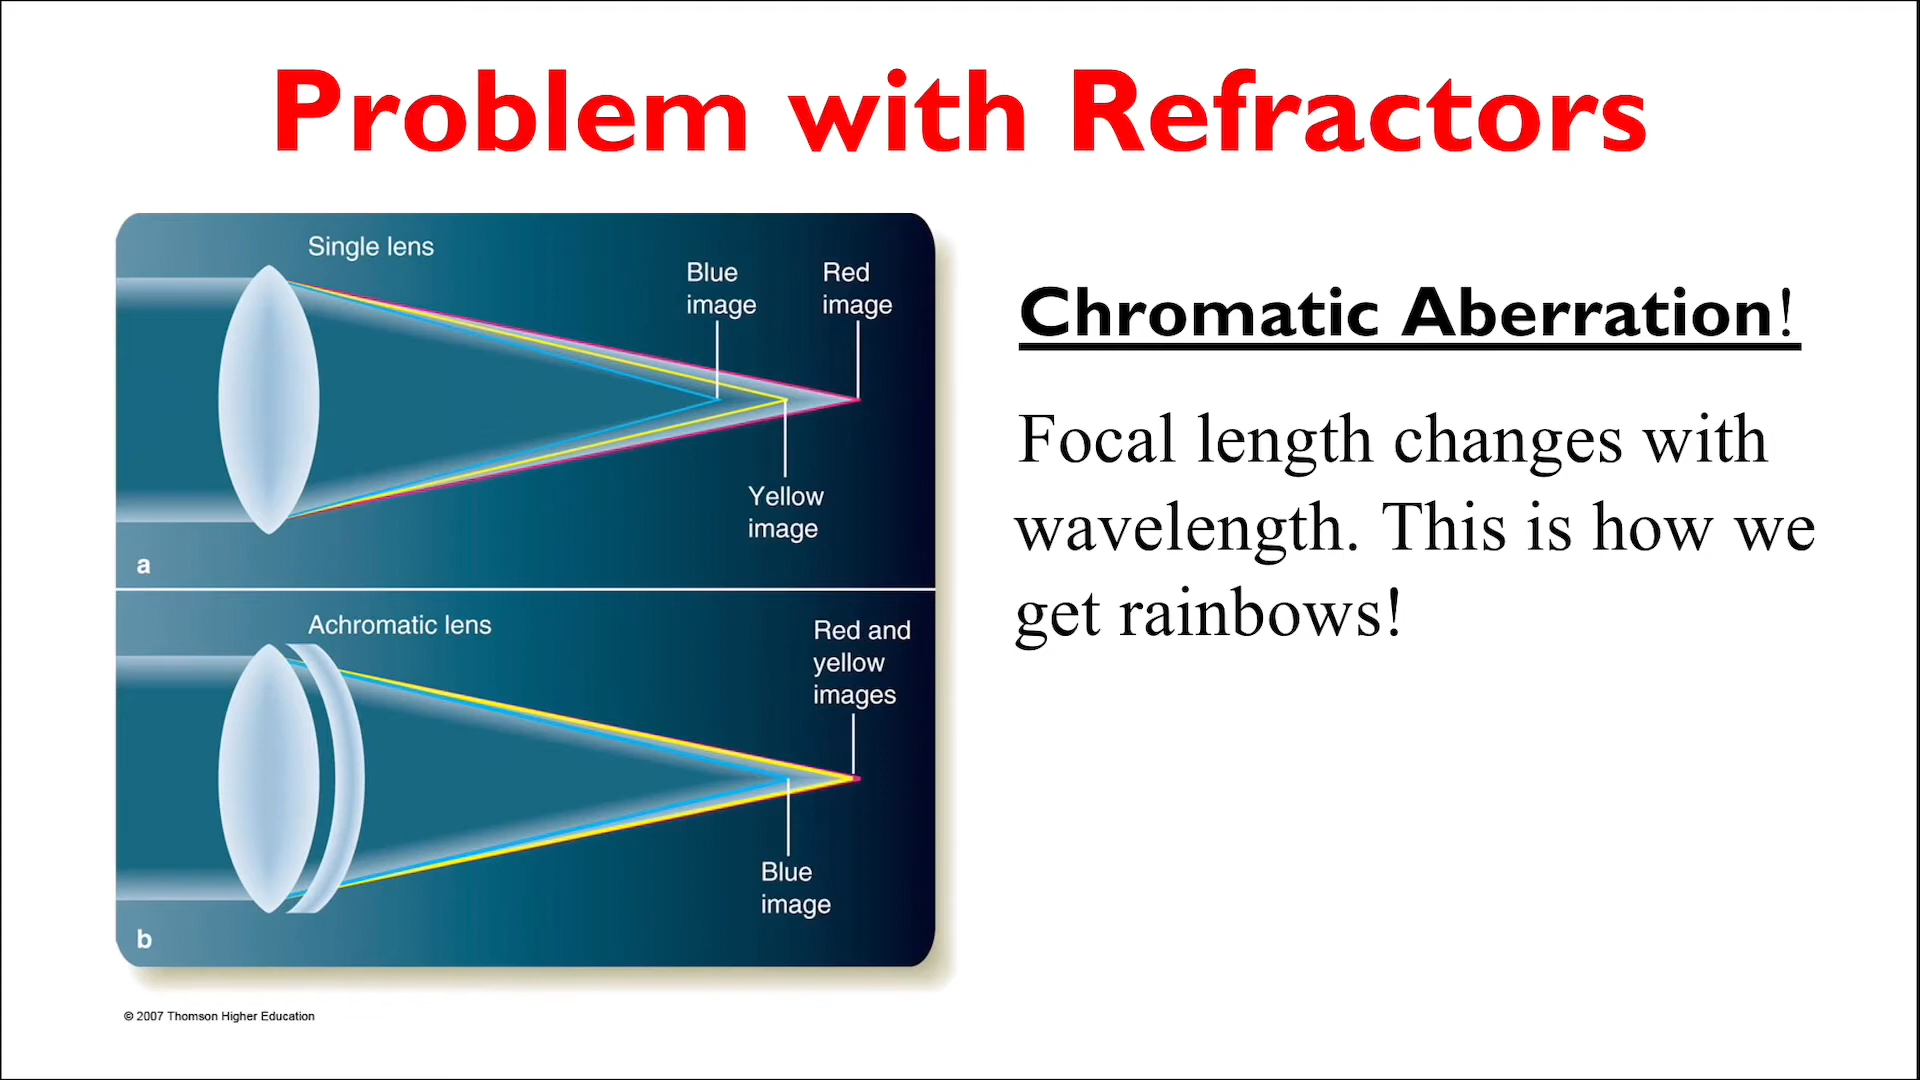 Problem with Refractors
Single lens
Blue
image
Red
image
Yellow
image
a
Achromatic lens
Red and
yellow
images
Blue
image
b
© 2007 Thomson Higher Education
Chromatic Aberration!
Focal length changes with
wavelength. This is how we
get rainbows!